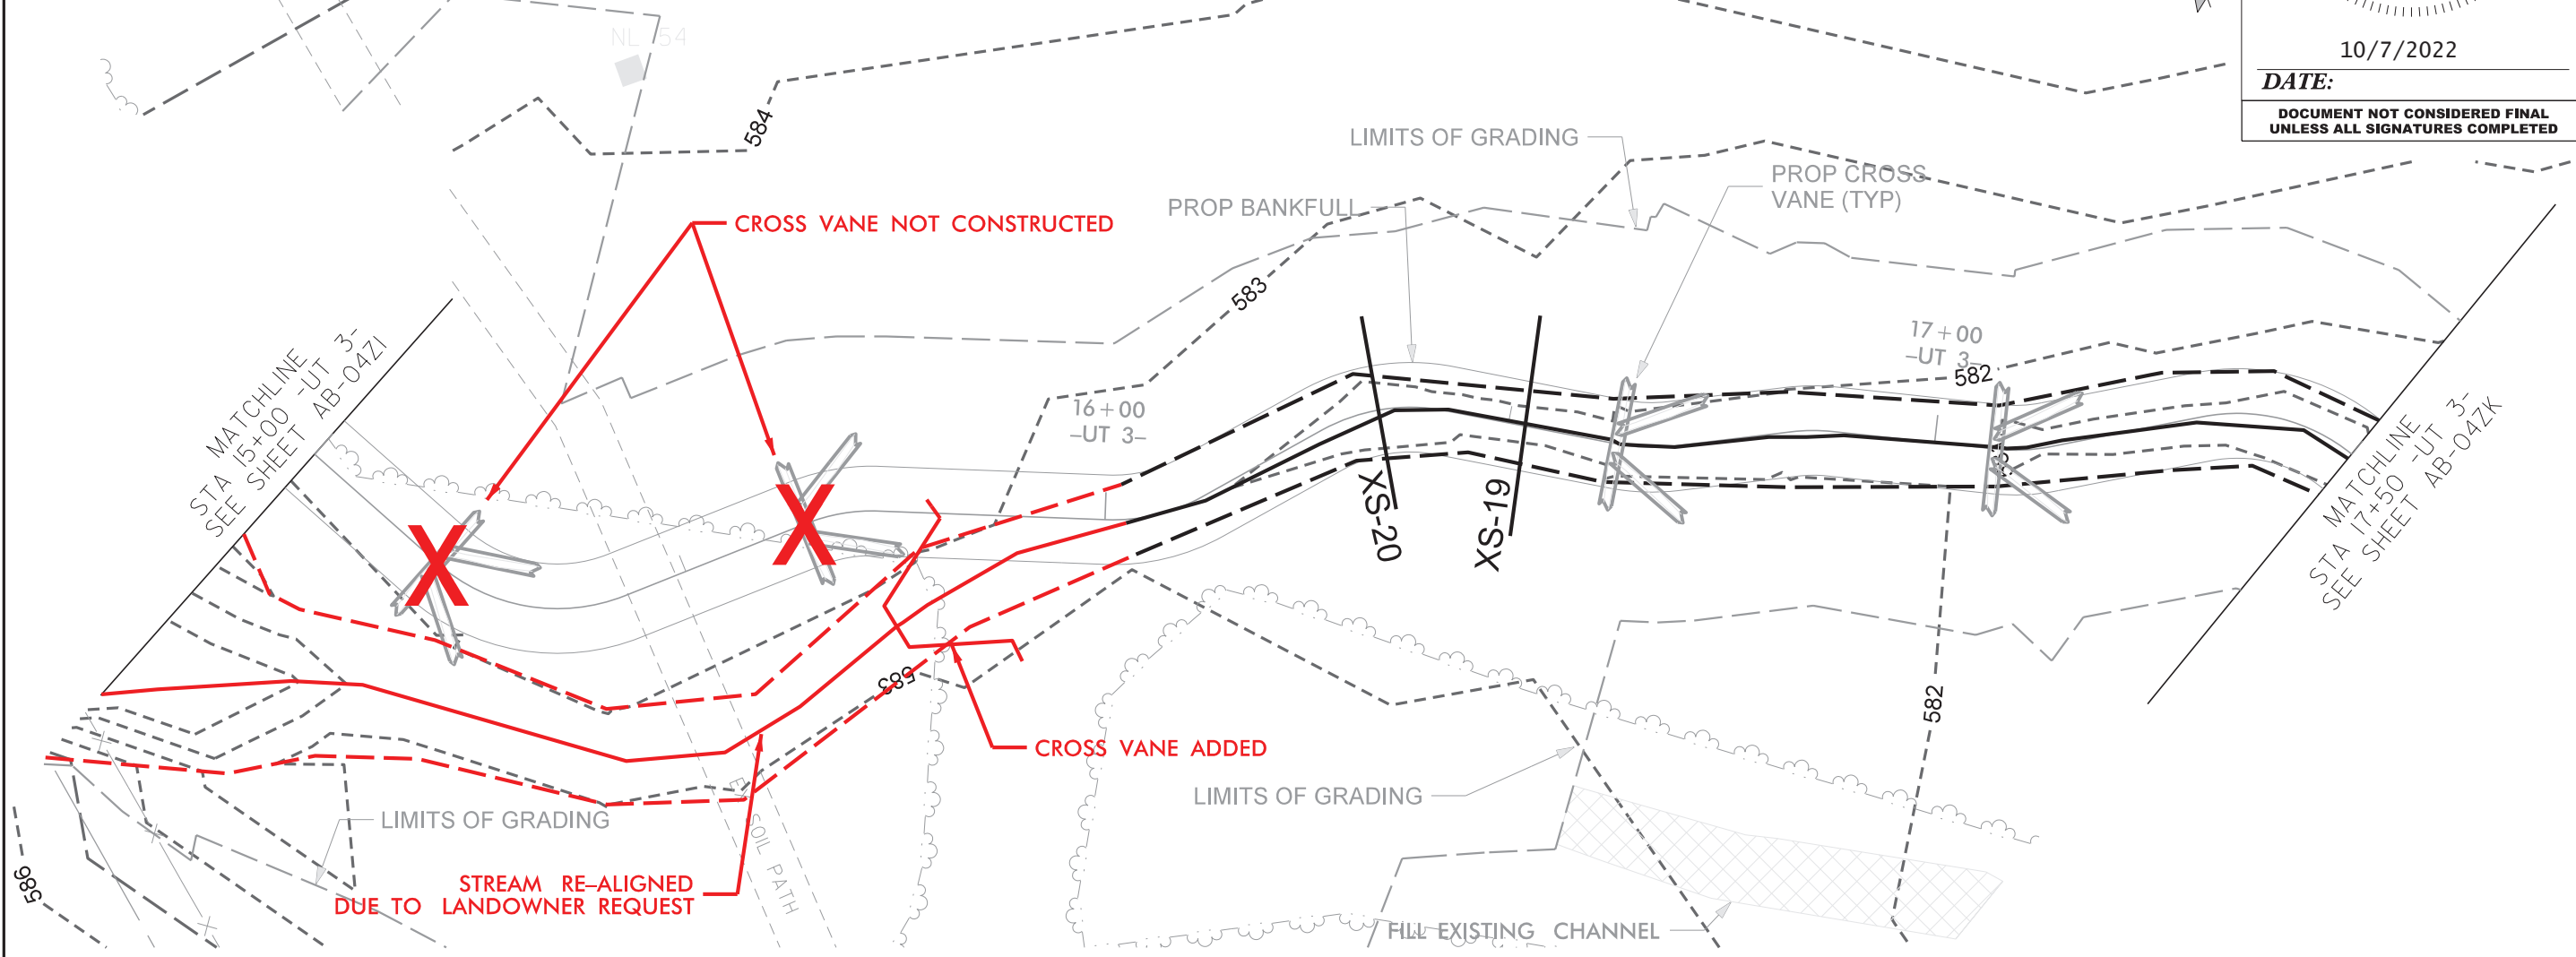 NL 54
10/7/2022
DATE:
DOCUMENT NOT CONSIDERED FINAL
UNLESS ALL SIGNATURES COMPLETED
584
LIMITS OF GRADING
PROP CROSS
VANE (TYP)
PROP BANKFULL
CROSS VANE NOT CONSTRUCTED
583
MATCHLINE
STA 15+00 -UT 3-
SEE SHEET AB-04ZI
16+00
-UT 3-
17+00
-UT 3-
582
XS-20
XS-19
MATCHLINE
STA 17+50 -UT 3-
SEE SHEET AB-04ZK
X
X
583
582
CROSS VANE ADDED
LIMITS OF GRADING
LIMITS OF GRADING
SOIL PATH
586
STREAM RE-ALIGNED
DUE TO LANDOWNER REQUEST
FILL EXISTING CHANNEL